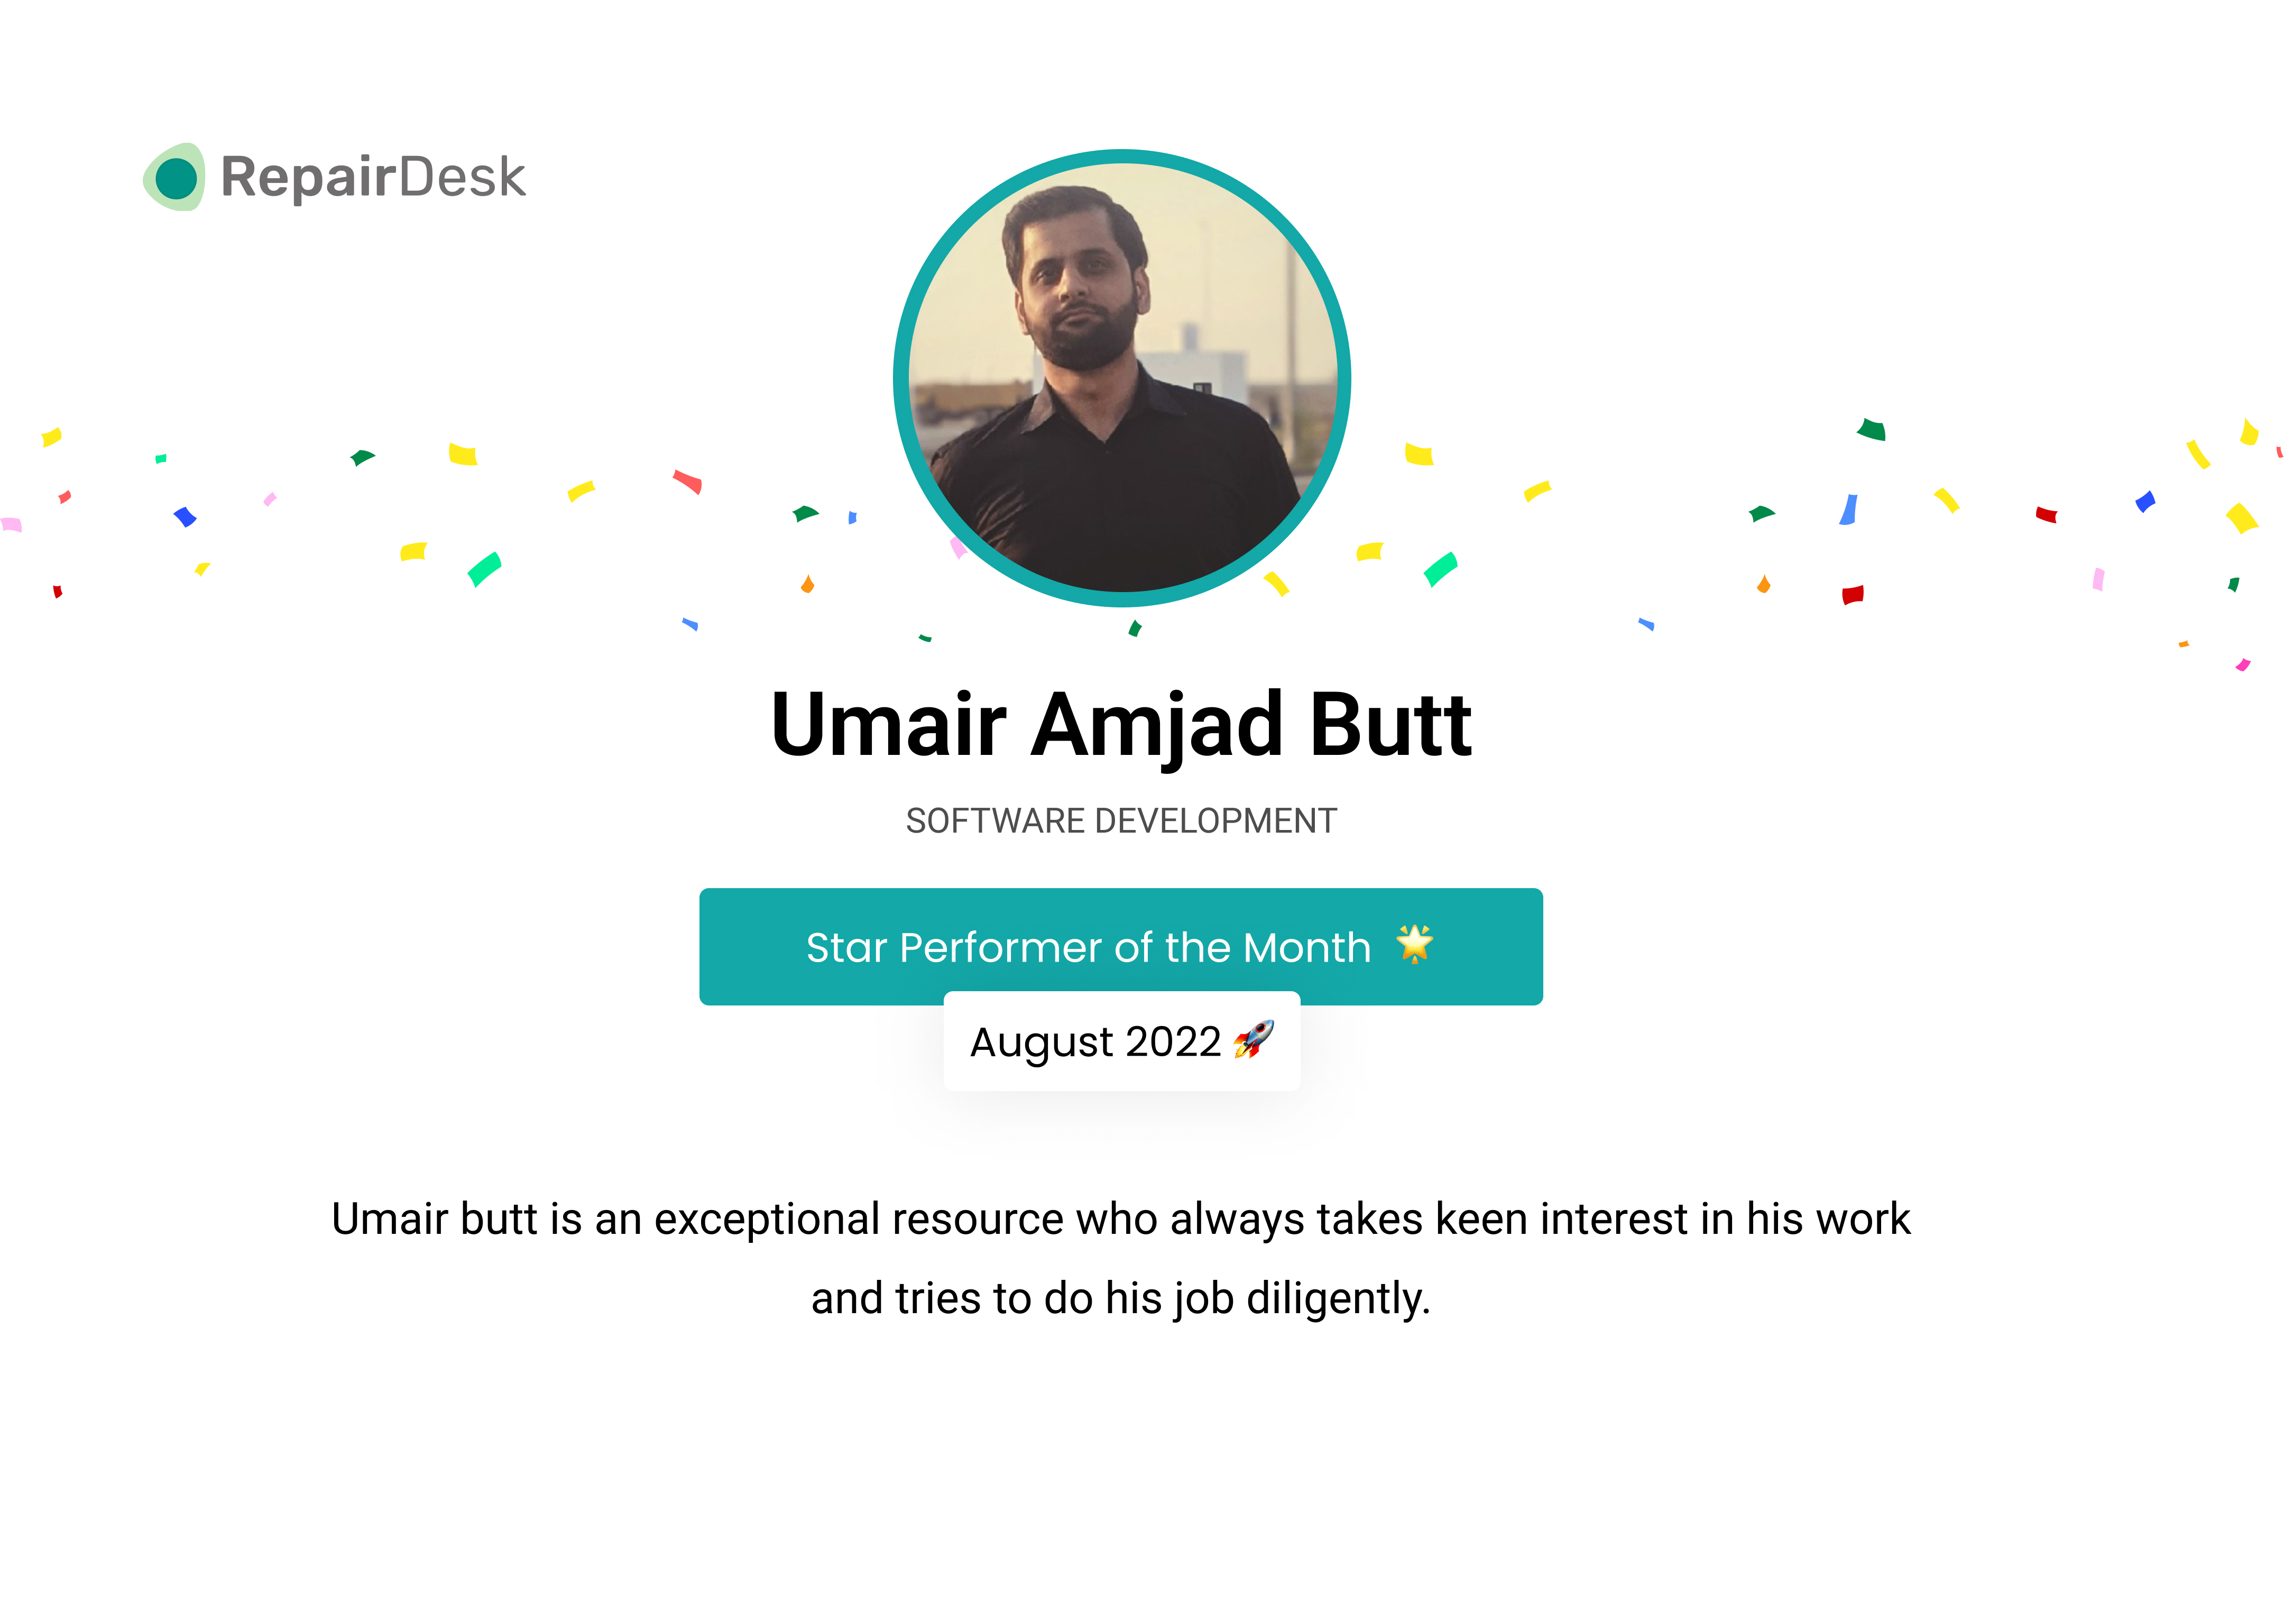 RepairDesk
Umair Amjad Butt
SOFTWARE DEVELOPMENT
Star Performer of the Month 🌟
August 2022 🚀
Umair butt is an exceptional resource who always takes keen interest in his work
and tries to do his job diligently.